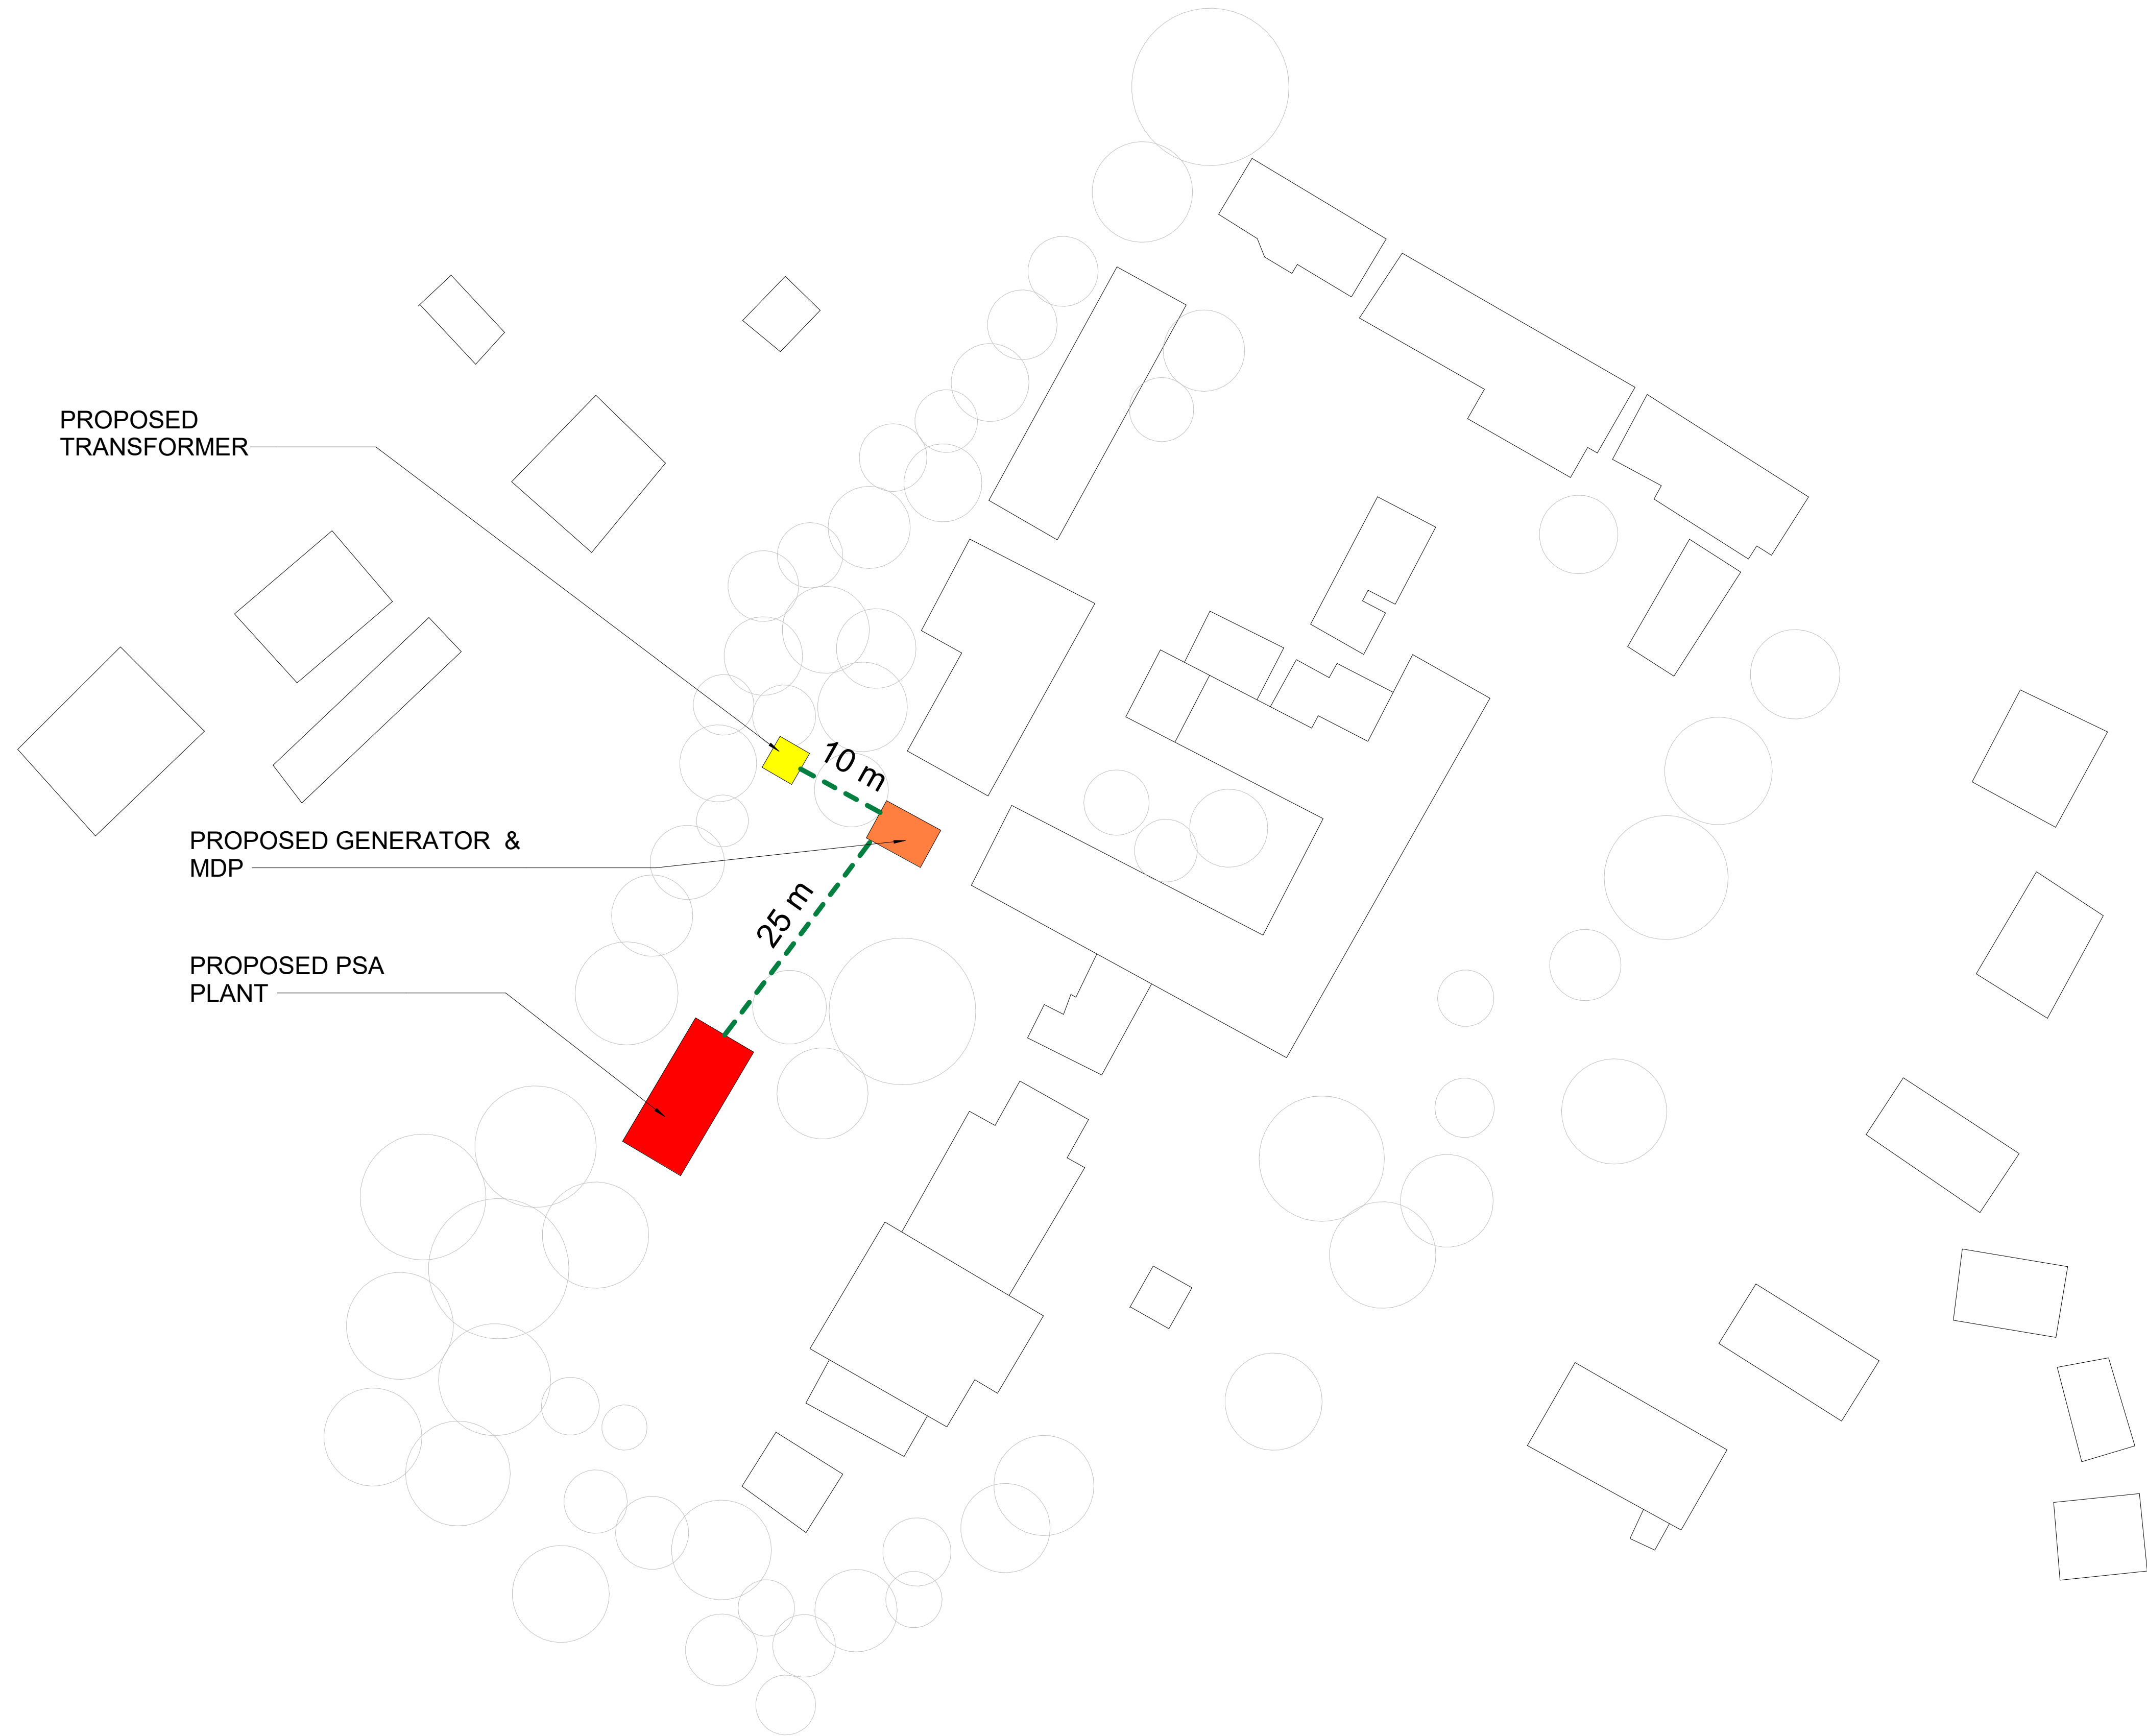 PROPOSED
TRANSFORMER
10 m
PROPOSED GENERATOR &
MDP
25 m
PROPOSED PSA
PLANT